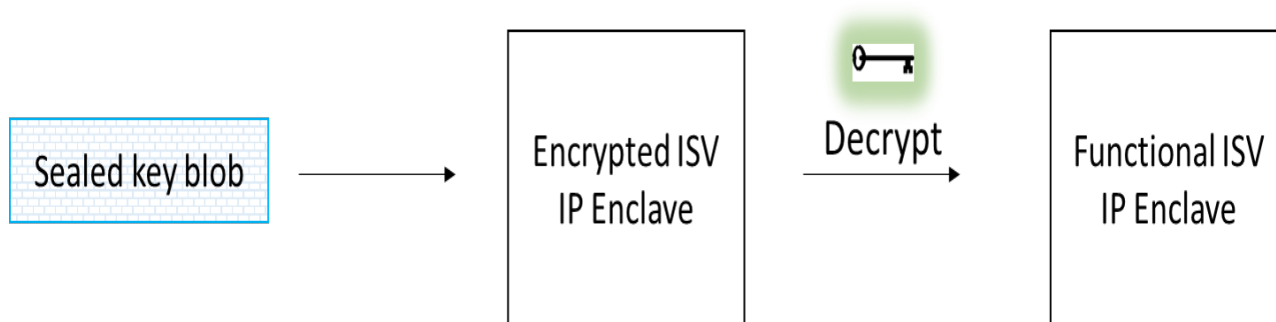 Sealed key blob
Encrypted ISV
IP Enclave
Decrypt
Functional ISV
IP Enclave